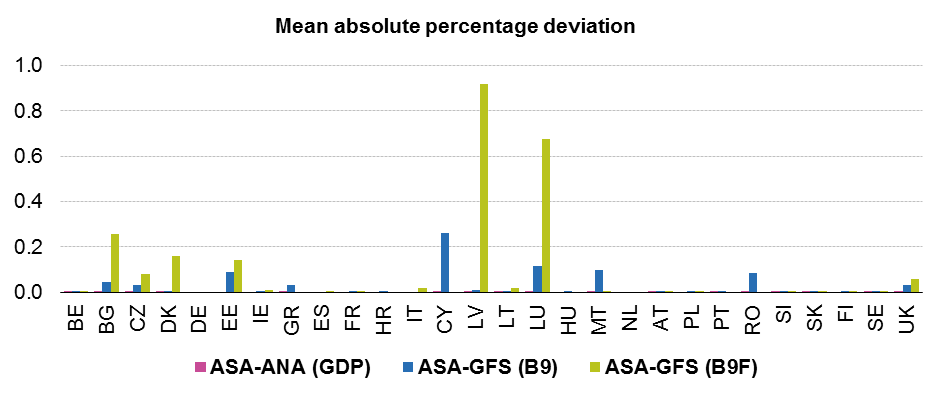 Mean absolute percentage deviation
1.0
0.8
0.6
0.4
0.2
0.0
BE BG CZ DK DE EE IE GR ES FR HR IT CY LV LT LU HU MT NL AT PL PT RO SI SK FI SE UK
ASA-ANA (GDP) ASA-GFS (B9) ASA-GFS (B9F)